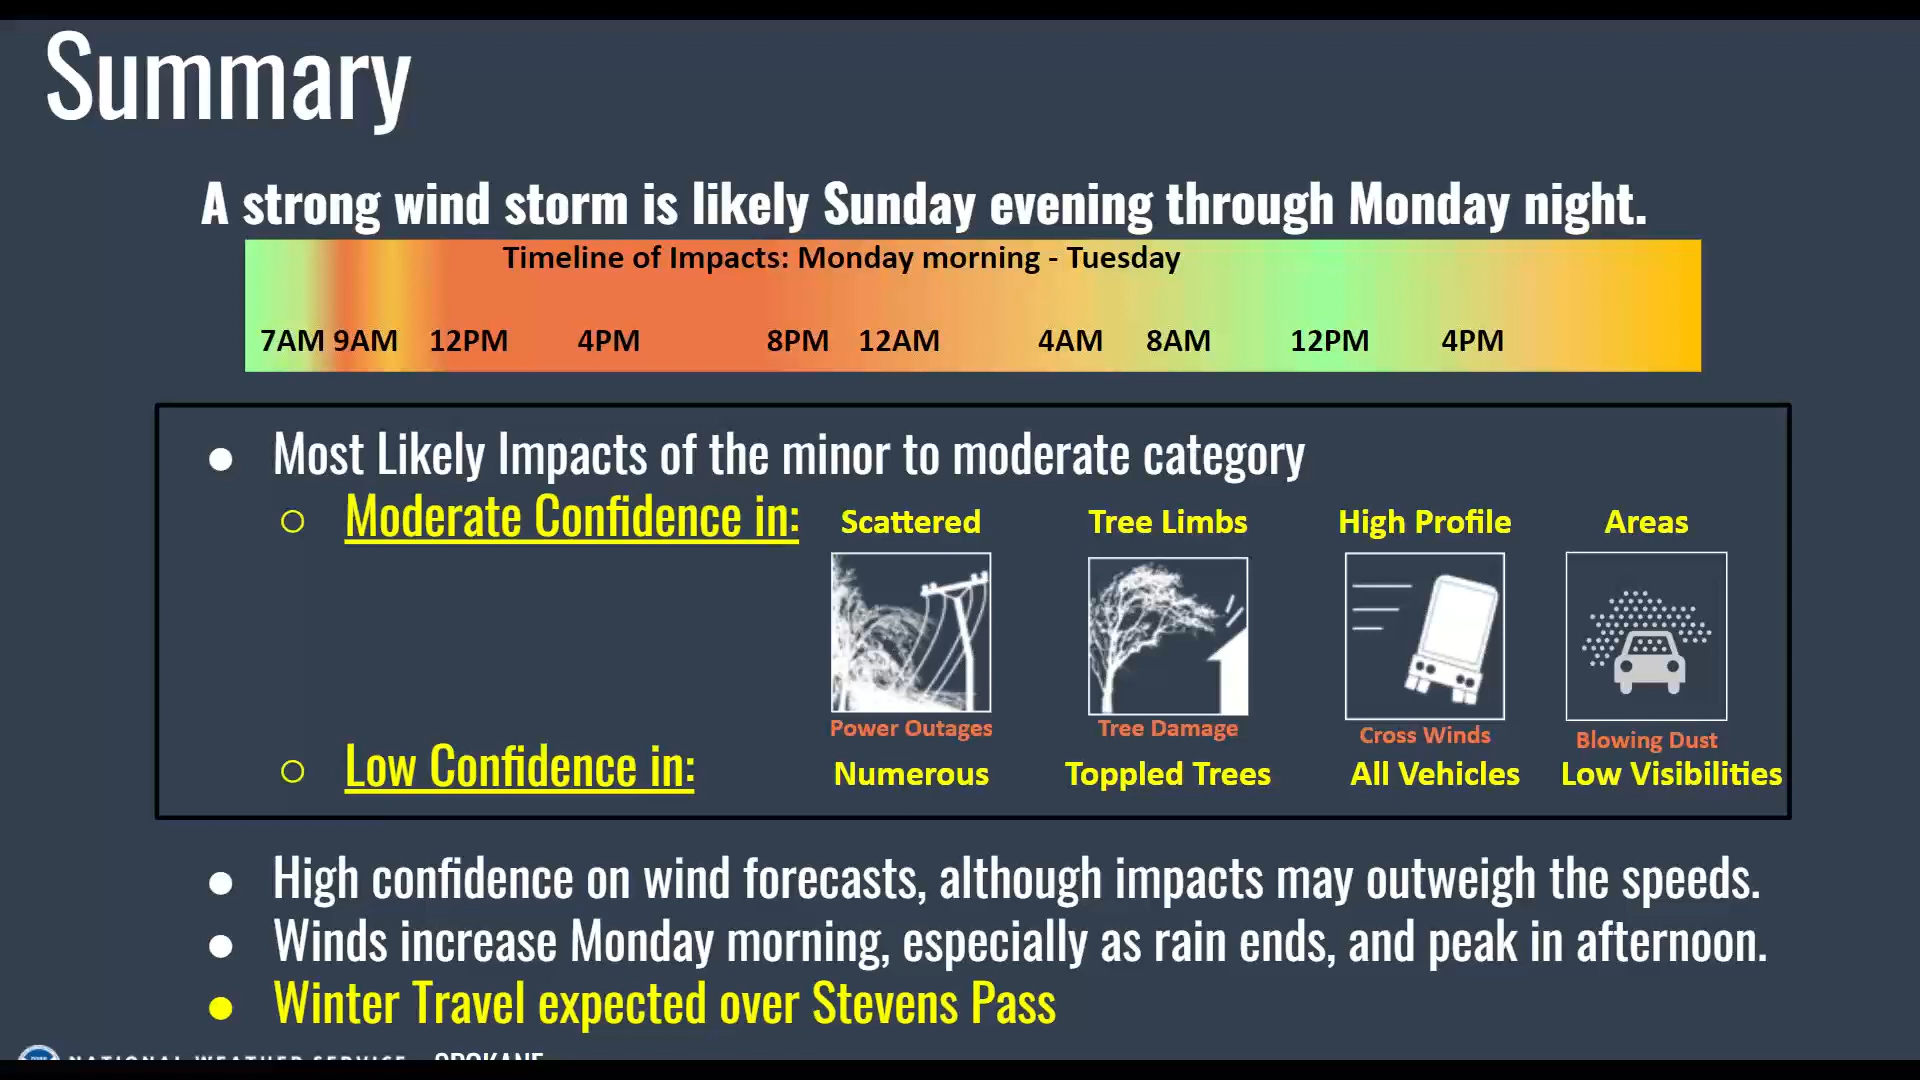 Summary
A strong wind storm is likely Sunday evening through Monday night.
Timeline of Impacts: Monday morning - Tuesday
7AM 9AM 12PM 4PM 8PM 12AM 4AM 8AM 12PM 4PM
● Most Likely Impacts of the minor to moderate category
○ Moderate Confidence in: Scattered Tree Limbs High Profile Areas
Power Outages Tree Damage Cross Winds Blowing Dust
○ Low Confidence in: Numerous Toppled Trees All Vehicles Low Visibilities
● High confidence on wind forecasts, although impacts may outweigh the speeds.
● Winds increase Monday morning, especially as rain ends, and peak in afternoon.
● Winter Travel expected over Stevens Pass
NATIONAL WEATHER SERVICE SPOKANE